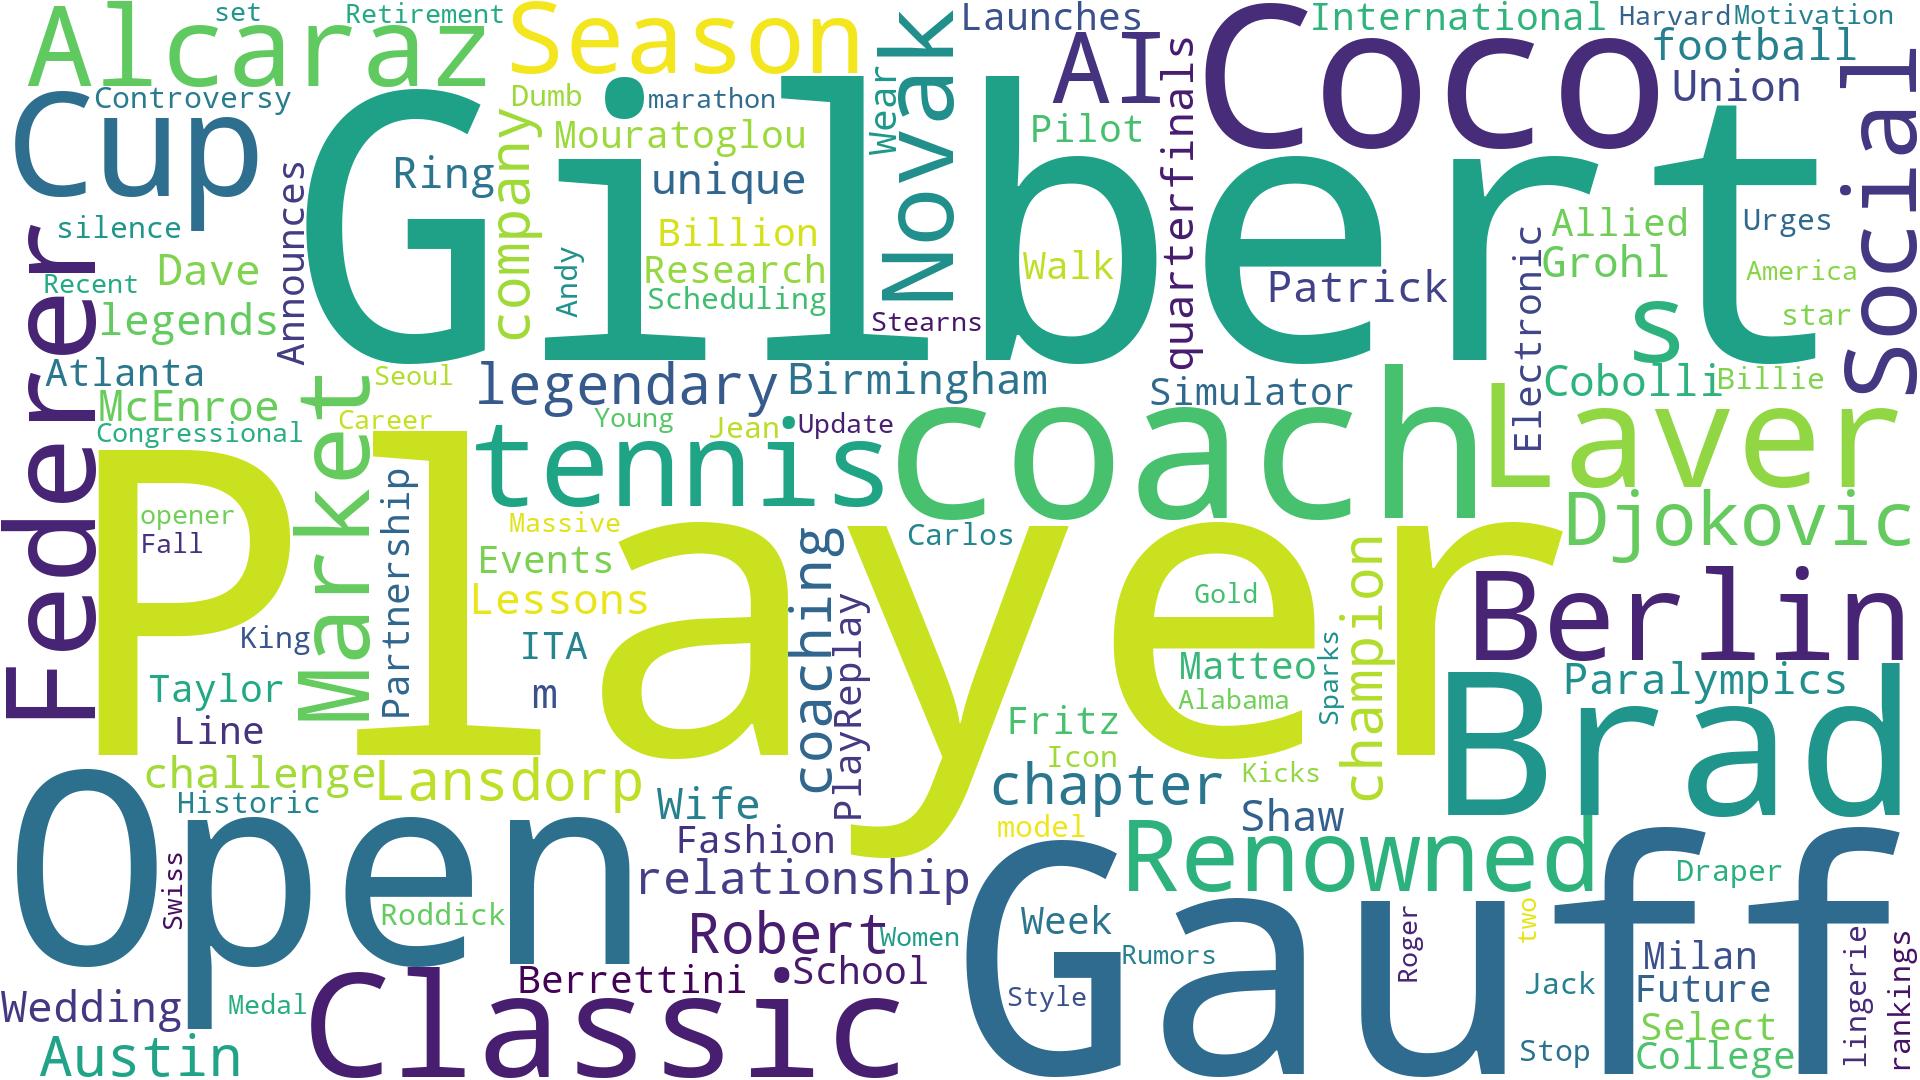 set
Retirement
Alcaraz
Season
Launches
International
Harvard
Motivation
Controversy
Cup
Dumb
marathon
Wear
Novak
AI
Coco
football
Union
social
Mouratoglou
Pilot
quarterfinals
Gilbert
Ring
company
unique
silence
Announces
Federer
Recent
Dave
legends
Billion
Andy
Research
Scheduling
Walk
Stearns
Patrick
Electronic
Allied
Grohl
Urges
America
star
s
Atlanta
McEnroe
Congressional
Seoul
Career
Market
legendary
Birmingham
Simulator
Cobolli
Billie
Young
Jean
Update
tennis
coach
Laver
Djokovic
opener
Fall
Partnership
Massive
Events
Lessons
Carlos
Player
coaching
PlayReplay
Gold
champion
Berlin
King
ITA
m
Taylor
Line
Matteo
Alabama
Sparks
Paralympics
Brad
Fritz
Icon
challenge
Lansdorp
Historic
Wife
chapter
Kicks
model
Shaw
Fashion
Open
Swiss
relationship
Renowned
Draper
Roddick
Robert
Women
Week
Rumors
Roger
two
Gauff
Milan
lingerie
rankings
Berrettini
School
Style
Jack
Future
Wedding
Medal
Classic
Austin
Stop
Select
College